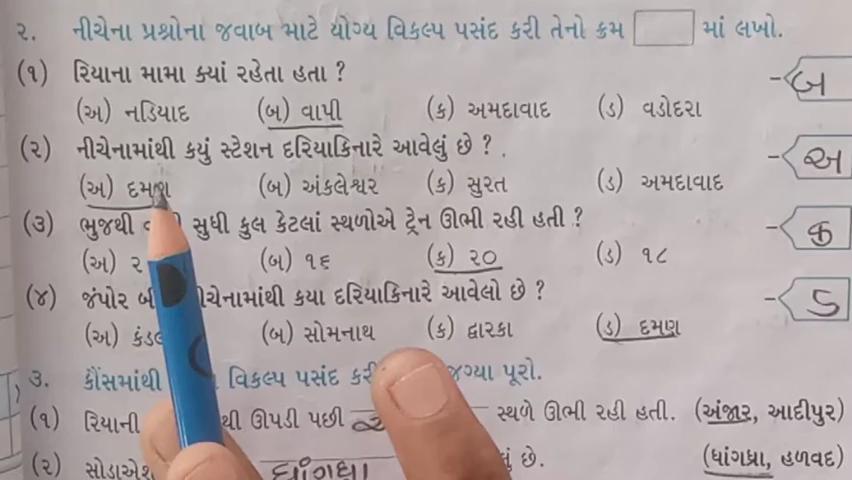 ૨. નીચેના પ્રશ્નોના જવાબ માટે યોગ્ય વિકલ્પ પસંદ કરી તેનો ક્રમ માં લખો.
(૧) રિયાના મામા ક્યાં રહેતા હતા ? - બ
(અ) નડિયાદ (બ) વાપી (ક) અમદાવાદ (ડ) વડોદરા
(૨) નીચેનામાંથી કયું સ્ટેશન દરિયાકિનારે આવેલું છે ? - અ
(અ) દમણ (બ) અંકલેશ્વર (ક) સુરત (ડ) અમદાવાદ
(૩) ભુજથી સુધી કુલ કેટલાં સ્થળોએ ટ્રેન ઊભી રહી હતી ? - ક
(અ) (બ) ૧૬ (ક) ૨૦ (ડ) ૧૮
(૪) જંપોર નીચેનામાંથી કયા દરિયાકિનારે આવેલો છે ? - ડ
(અ) (બ) સોમનાથ (ક) દ્વારકા (ડ) દમણ
૩. કૌંસમાંથી વિકલ્પ પસંદ કરી જગ્યા પૂરો.
(૧) રિયાની ઊપડી પછી સ્થળે ઊભી રહી હતી. (અંજાર, આદીપુર)
(૨) ધાંગધ્રા છે. (ધાંગધ્રા, હળવદ)